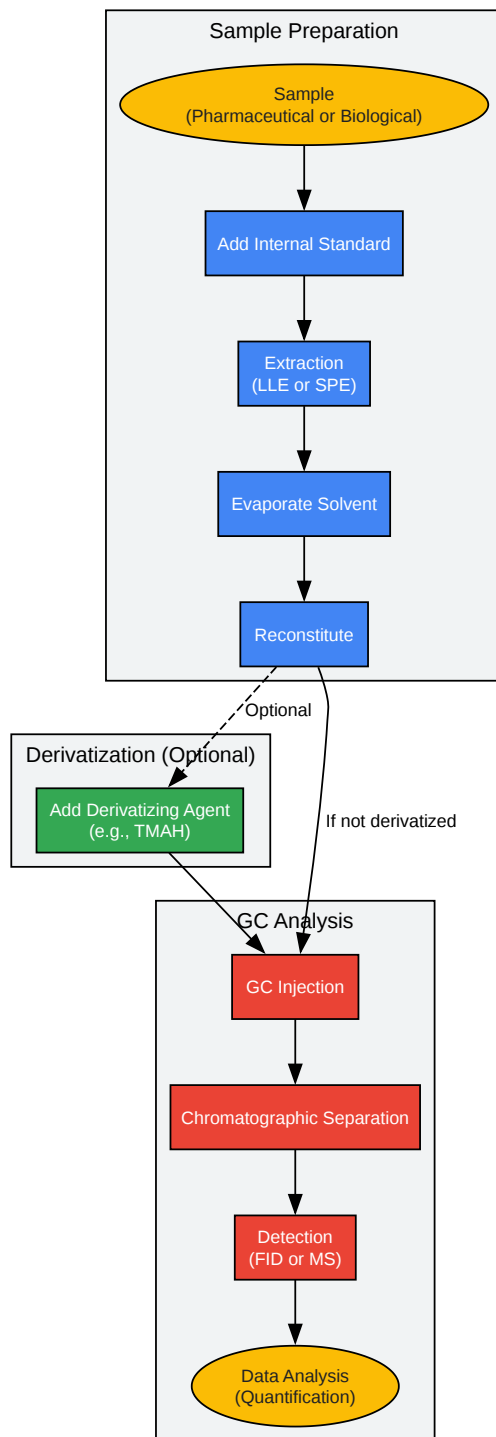 Sample Preparation
Sample
(Pharmaceutical or Biological)
Add Internal Standard
Extraction
(LLE or SPE)
Evaporate Solvent
Reconstitute
Optional
Derivatization (Optional)
Add Derivatizing Agent
(e.g., TMAH)
If not derivatized
GC Analysis
GC Injection
Chromatographic Separation
Detection
(FID or MS)
Data Analysis
(Quantification)